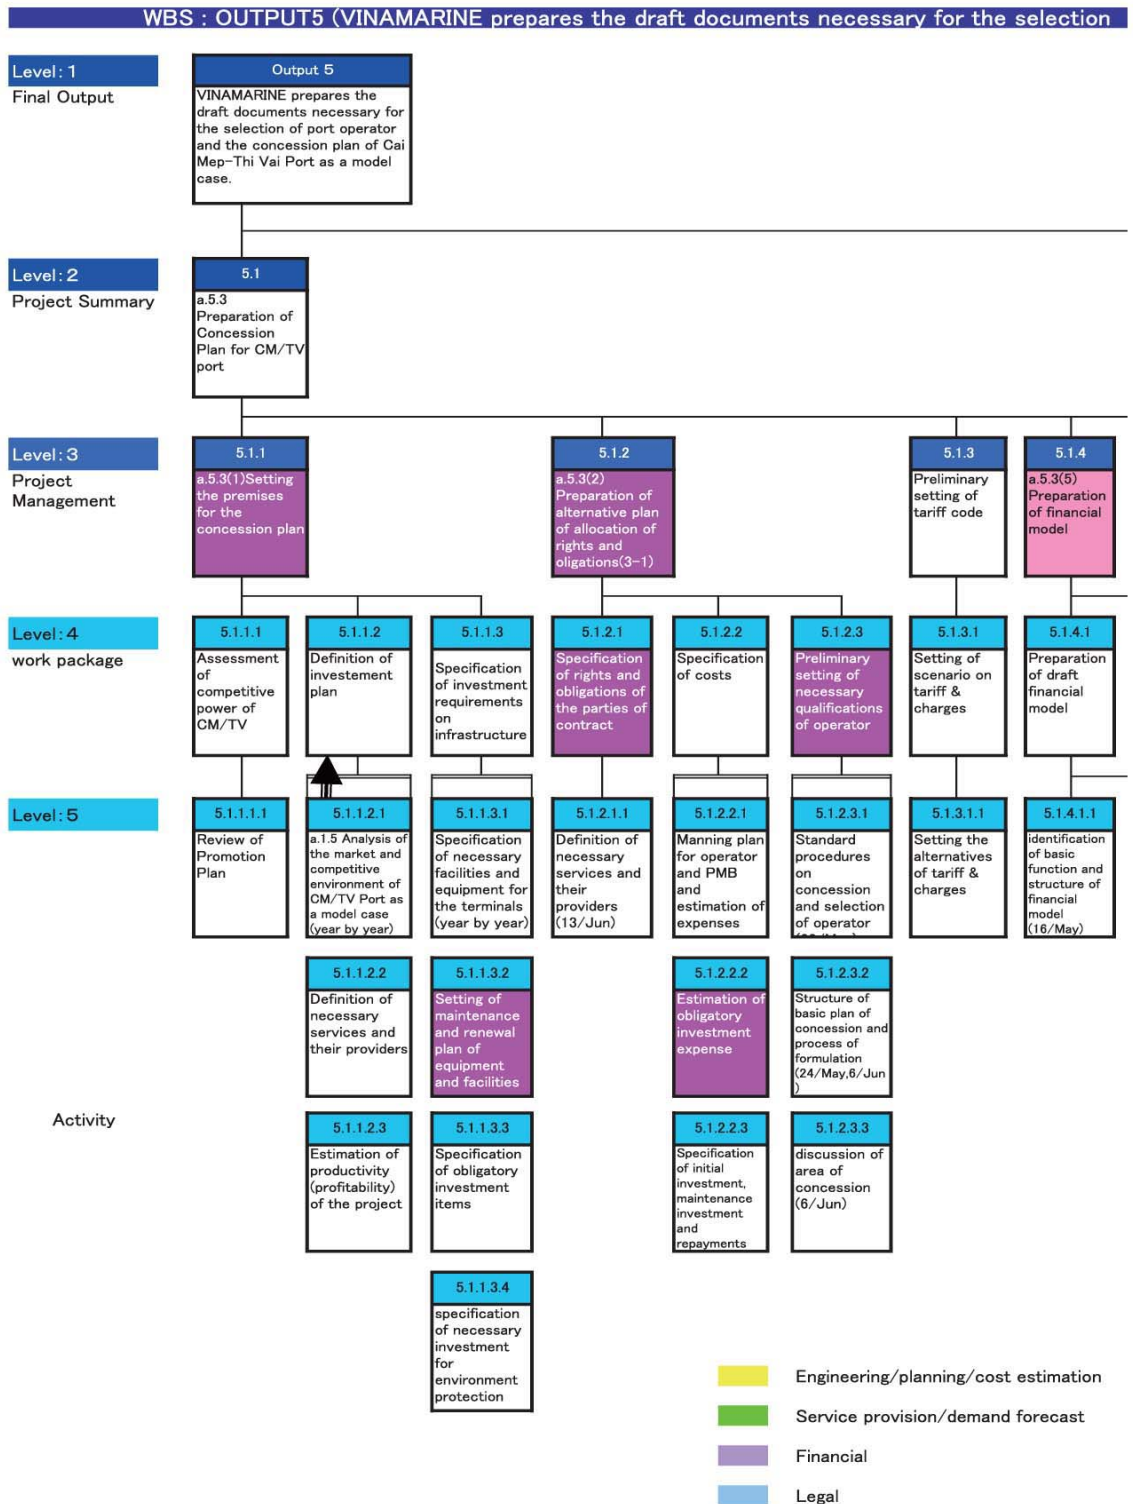 WBS : OUTPUT5 (VINAMARINE prepares the draft documents necessary for the selection
Level: 1
Final Output
Output 5
VINAMARINE prepares the
draft documents necessary for
the selection of port operator
and the concession plan of Cai
Mep-Thi Vai Port as a model
case.
Level: 2
Project Summary
5.1
a.5.3
Preparation of
Concession
Plan for CM/TV
port
Level: 3
Project
Management
5.1.1
a.5.3(1)Setting
the premises
for the
concession plan
5.1.2
a.5.3(2)
Preparation of
alternative plan
of allocation of
rights and
oligations(3-1)
5.1.3
Preliminary
setting of
tariff code
5.1.4
a.5.3(5)
Preparation
of financial
model
Level: 4
work package
5.1.1.1
Assessment
of
competitive
power of
CM/TV
5.1.1.2
Definition of
investement
plan
5.1.1.3
Specification
of investment
requirements
on
infrastructure
5.1.2.1
Specification
of rights and
obligations of
the parties of
contract
5.1.2.2
Specification
of costs
5.1.2.3
Preliminary
setting of
necessary
qualifications
of operator
5.1.3.1
Setting of
scenario on
tariff &
charges
5.1.4.1
Preparation
of draft
financial
model
Level: 5
5.1.1.1.1
Review of
Promotion
Plan
5.1.1.2.1
a.1.5 Analysis of
the market and
competitive
environment of
CM/TV Port as
a model case
(year by year)
5.1.1.3.1
Specification
of necessary
facilities and
equipment for
the terminals
(year by year)
5.1.2.1.1
Definition of
necessary
services and
their
providers
(13/Jun)
5.1.2.2.1
Manning plan
for operator
and PMB
and
estimation of
expenses
5.1.2.3.1
Standard
procedures
on
concession
and selection
of operator
5.1.3.1.1
Setting the
alternatives
of tariff &
charges
5.1.4.1.1
identification
of basic
function and
structure of
financial
model
(16/May)
5.1.1.2.2
Definition of
necessary
services and
their providers
5.1.1.3.2
Setting of
maintenance
and renewal
plan of
equipment
and facilities
5.1.2.2.2
Estimation of
obligatory
investment
expense
5.1.2.3.2
Structure of
basic plan of
concession and
process of
formulation
(24/May,6/Jun
)
Activity
5.1.1.2.3
Estimation of
productivity
(profitability)
of the project
5.1.1.3.3
Specification
of obligatory
investment
items
5.1.2.2.3
Specification
of initial
investment,
maintenance
investment
and
repayments
5.1.2.3.3
discussion of
area of
concession
(6/Jun)
5.1.1.3.4
specification
of necessary
investment
for
environment
protection
Engineering/planning/cost estimation
Service provision/demand forecast
Financial
Legal